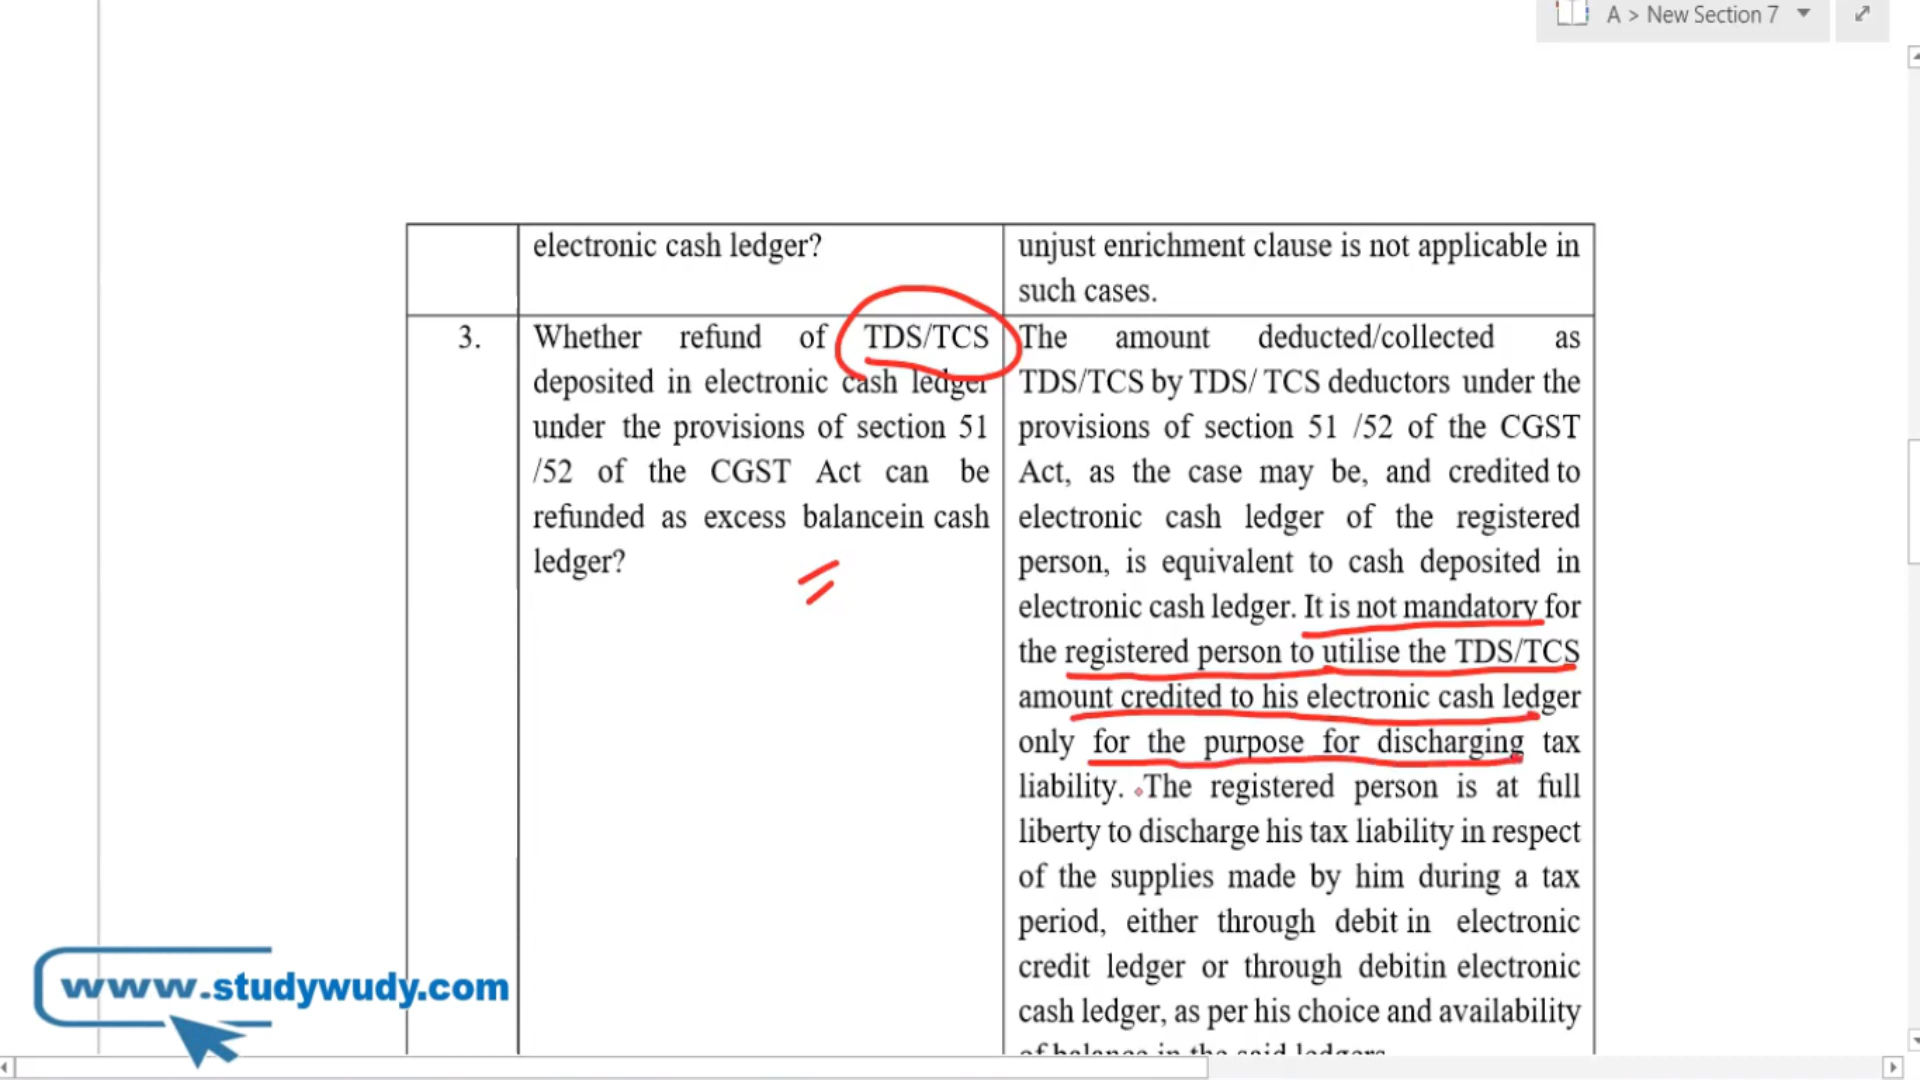 A > New Section 7
electronic cash ledger?
unjust enrichment clause is not applicable in
such cases.
3.
Whether refund of TDS/TCS
deposited in electronic cash ledger
under the provisions of section 51
/52 of the CGST Act can be
refunded as excess balancein cash
ledger?
The amount deducted/collected as
TDS/TCS by TDS/ TCS deductors under the
provisions of section 51 /52 of the CGST
Act, as the case may be, and credited to
electronic cash ledger of the registered
person, is equivalent to cash deposited in
electronic cash ledger. It is not mandatory for
the registered person to utilise the TDS/TCS
amount credited to his electronic cash ledger
only for the purpose for discharging tax
liability. The registered person is at full
liberty to discharge his tax liability in respect
of the supplies made by him during a tax
period, either through debit in electronic
credit ledger or through debitin electronic
cash ledger, as per his choice and availability
of balance in the said ledgers.
www.studywudy.com